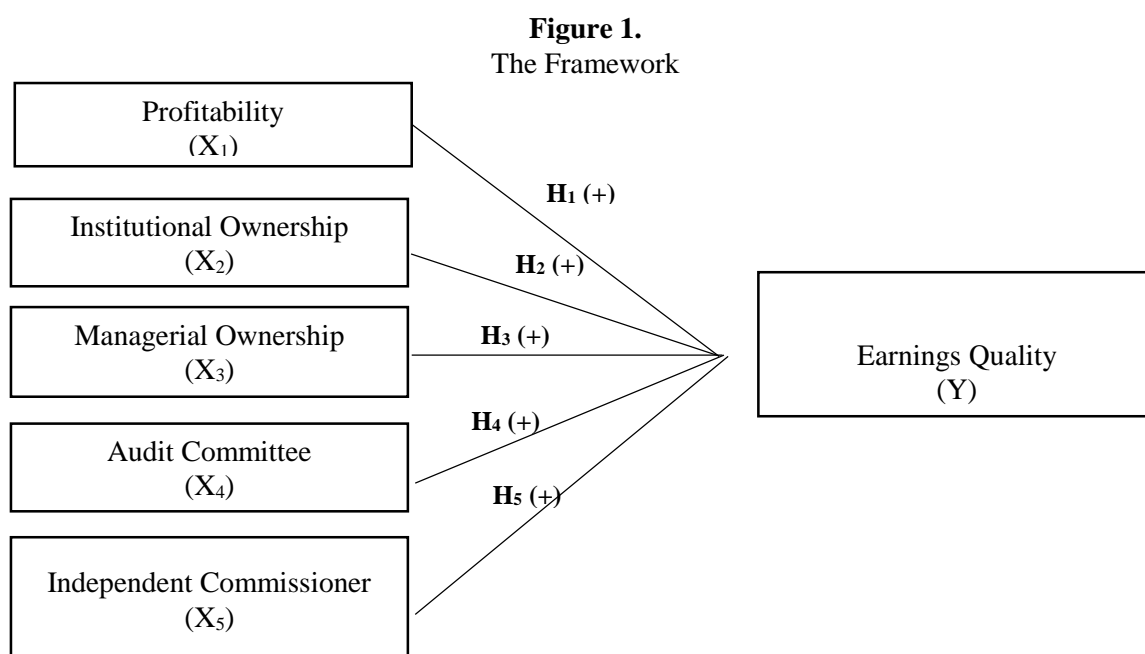 Figure 1.
The Framework
Profitability
(X₁)
H₁ (+)
Institutional Ownership
(X₂)
H₂ (+)
Managerial Ownership
(X₃)
H₃ (+)
Earnings Quality
(Y)
Audit Committee
(X₄)
H₄ (+)
Independent Commissioner
(X₅)
H₅ (+)